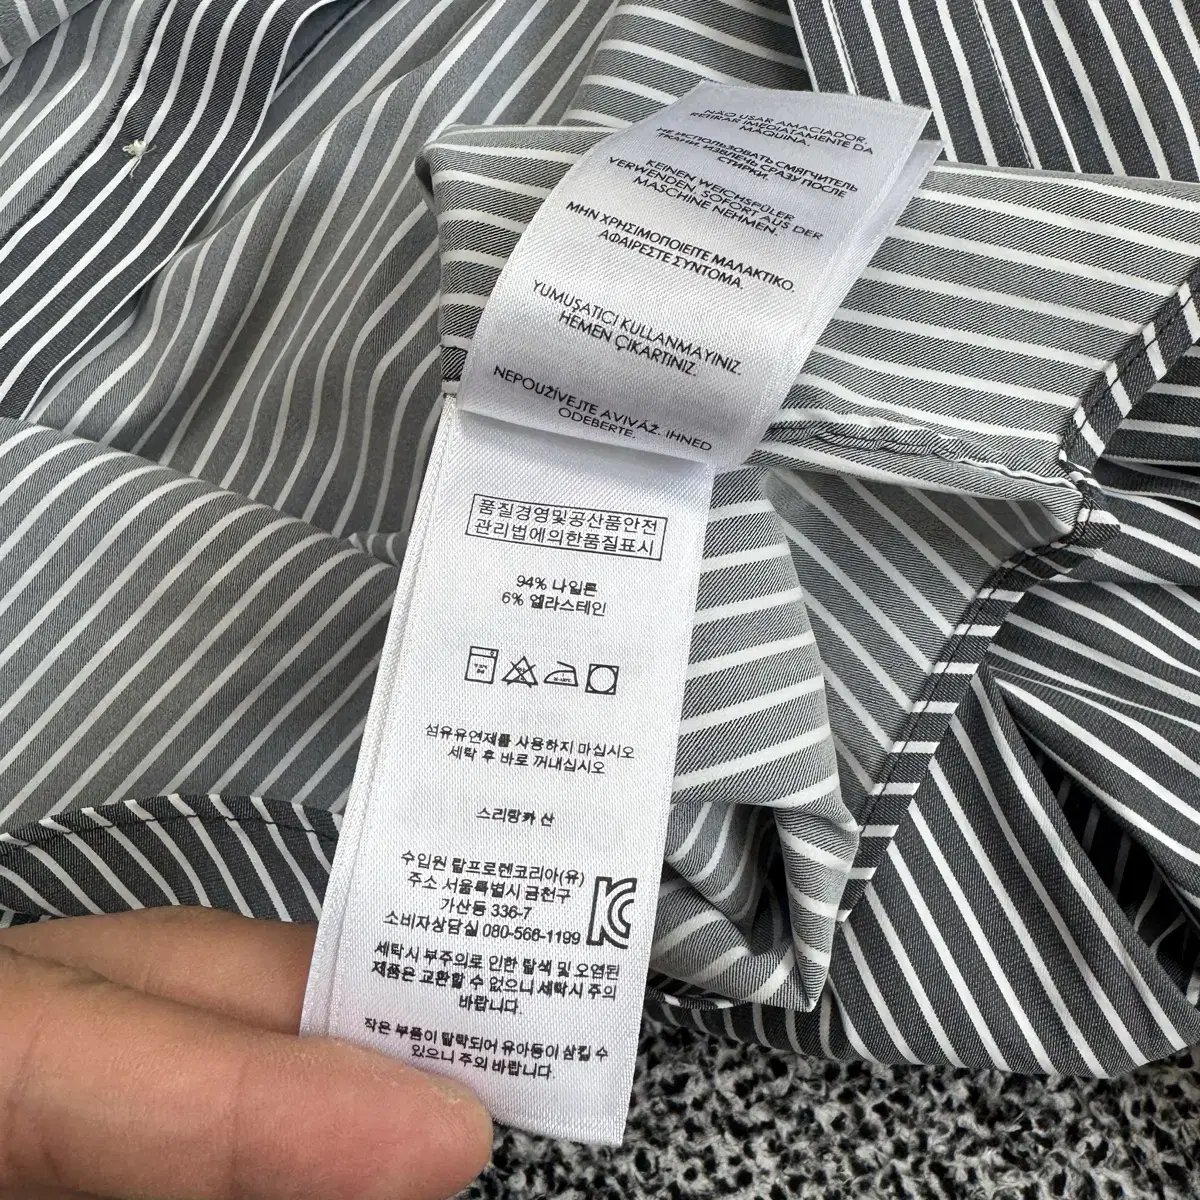 NÃO USAR AMACIADOR.
RETIRAR IMEDIATAMENTE DA
MÁQUINA.
НЕ ИСПОЛЬЗОВАТЬ СМЯГЧИТЕЛЬ
ТКАНИ ИЗВЛЕЧЬ СРАЗУ ПОСЛЕ
СТИРКИ.
KEINEN WEICHSPÜLER
VERWENDEN. SOFORT AUS DER
MASCHINE NEHMEN.
ΜΗΝ ΧΡΗΣΙΜΟΠΟΙΕΙΤΕ ΜΑΛΑΚΤΙΚΟ.
ΑΦΑΙΡΕΣΤΕ ΣΥΝΤΟΜΑ.
YUMUŞATICI KULLANMAYINIZ.
HEMEN ÇIKARTINIZ.
NEPOUŽÍVEJTE AVIVÁŽ. IHNED
ODEBERTE.
품질경영및공산품안전
관리법에의한품질표시
94% 나일론
6% 엘라스테인
섬유유연제를 사용하지 마십시오
세탁 후 바로 꺼내십시오
스리랑카 산
수입원 랄프로렌코리아(유)
주소 서울특별시 금천구
가산동 336-7
소비자상담실 080-566-1199
세탁시 부주의로 인한 탈색 및 오염된
제품은 교환할 수 없으니 세탁시 주의
바랍니다.
작은 부품이 탈락되어 유아등이 삼킬 수
있으니 주의 바랍니다.